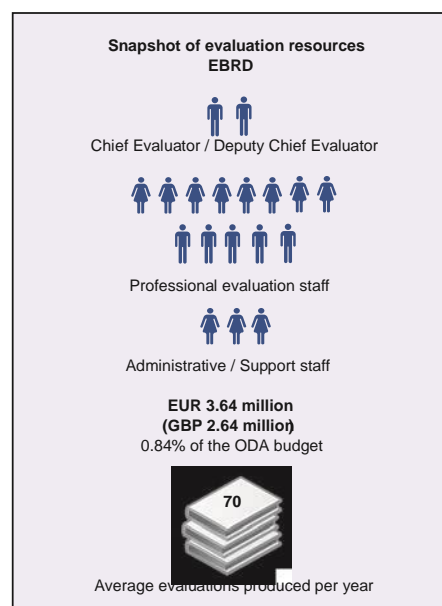 Snapshot of evaluation resources
EBRD
Chief Evaluator / Deputy Chief Evaluator
Professional evaluation staff
Administrative / Support staff
EUR 3.64 million
(GBP 2.64 million)
0.84% of the ODA budget
70
Average evaluations produced per year